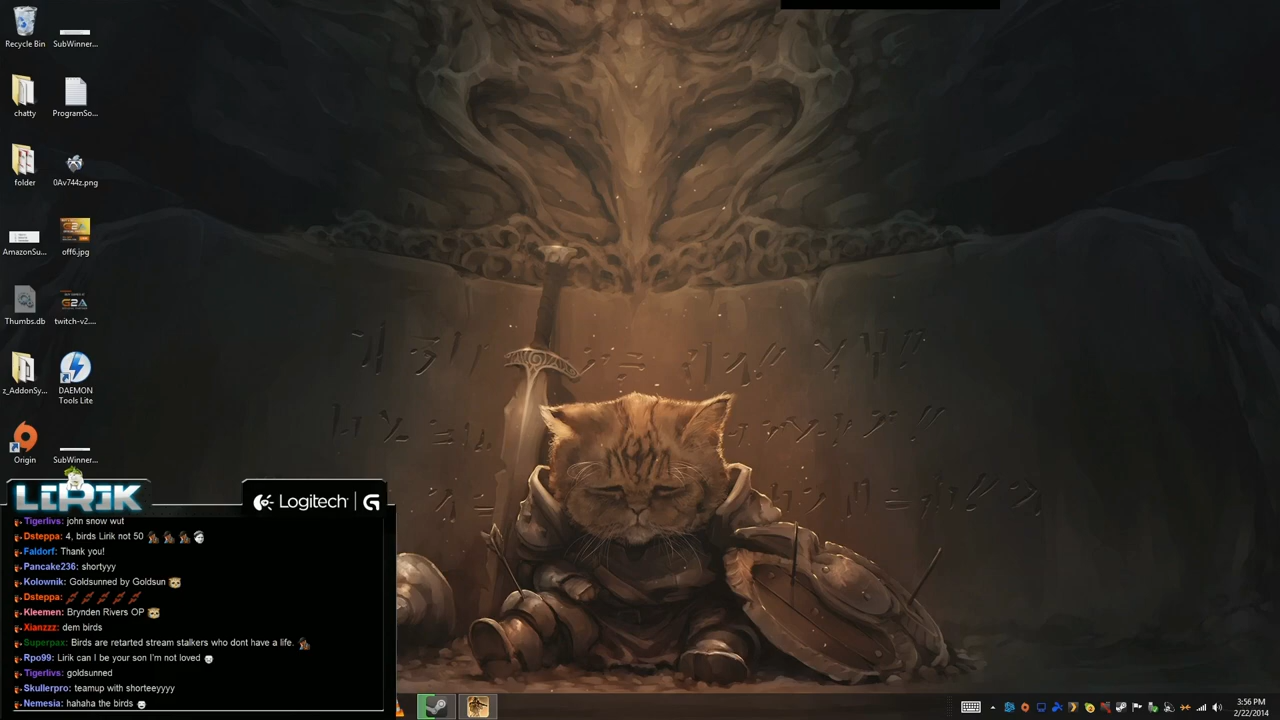 Recycle Bin
SubWinner...
chatty
ProgramSo...
folder
0Av744z.png
AmazonSu...
off6.jpg
Thumbs.db
G2A
twitch-v2....
z_AddonSy...
DAEMON
Tools Lite
Origin
SubWinner...
LIRIK
Logitech | G
Tigerlivs: john snow wut
Dsteppa: 4, birds Lirik not 50
Faldorf: Thank you!
Pancake236: shortyyy
Kolownik: Goldsunned by Goldsun
Dsteppa:
Kleemen: Brynden Rivers OP
Xianzzz: dem birds
Superpax: Birds are retarted stream stalkers who dont have a life.
Rpo99: Lirik can I be your son I'm not loved
Tigerlivs: goldsunned
Skullerpro: teamup with shorteeyyyy
Nemesia: hahaha the birds
3:56 PM
2/22/2014